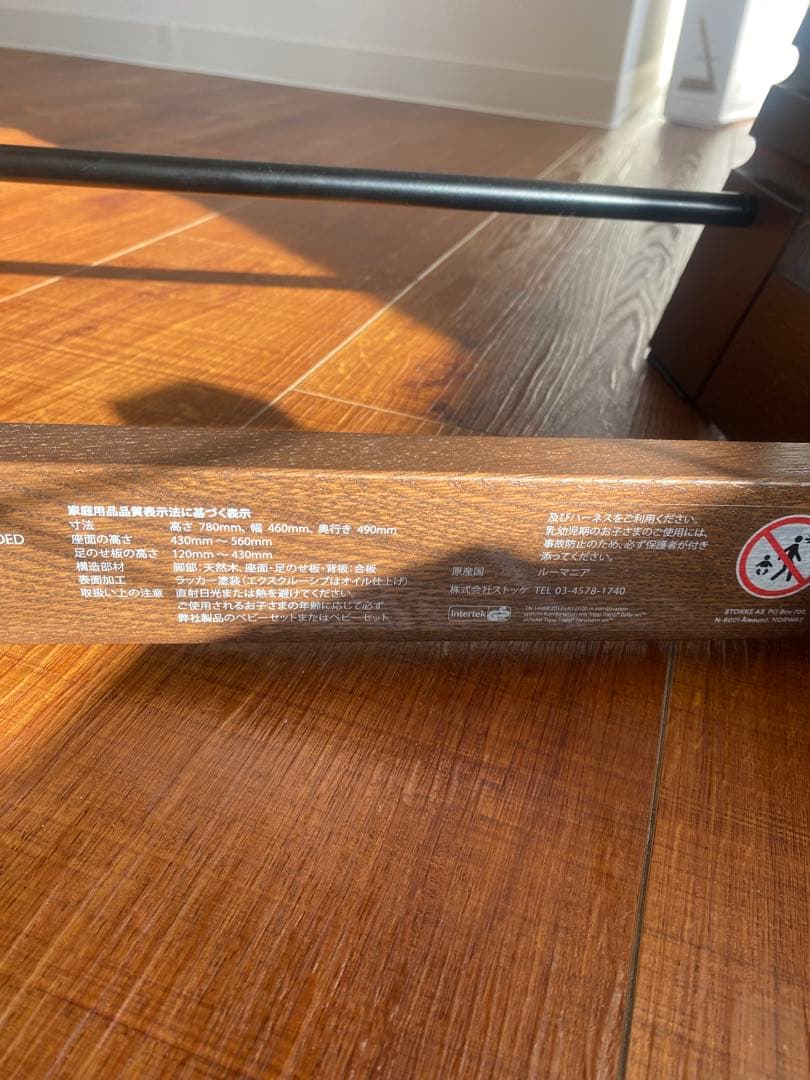 DED
家庭用品品質表示法に基づく表示
寸法 高さ 780mm、幅 460mm、奥行き 490mm
座面の高さ 430mm～560mm
足のせ板の高さ 120mm～430mm
構造部材 脚部:天然木、座面・足のせ板・背板:合板
表面加工 ラッカー塗装(エクスクルーシブはオイル仕上げ)
取扱い上の注意 直射日光または熱を避けてください。
ご使用されるお子さまの年齢に応じて必ず
弊社製品のベビーセットまたはベビーセット
及びハーネスをご利用ください。
乳幼児期のお子さまのご使用には、
事故防止のため、必ず保護者が付き
添ってください。
原産国 ルーマニア
株式会社ストッケ TEL 03-4578-1740
Intertek
STOKKE AS PO Box 707,
N-6001 Ålesund, NORWAY